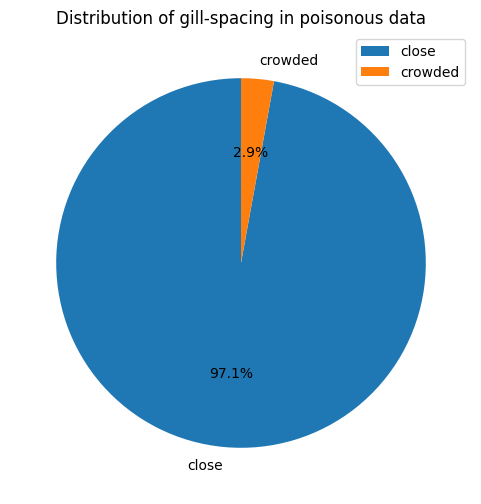 Distribution of gill-spacing in poisonous data
close
crowded
crowded
2.9%
97.1%
close